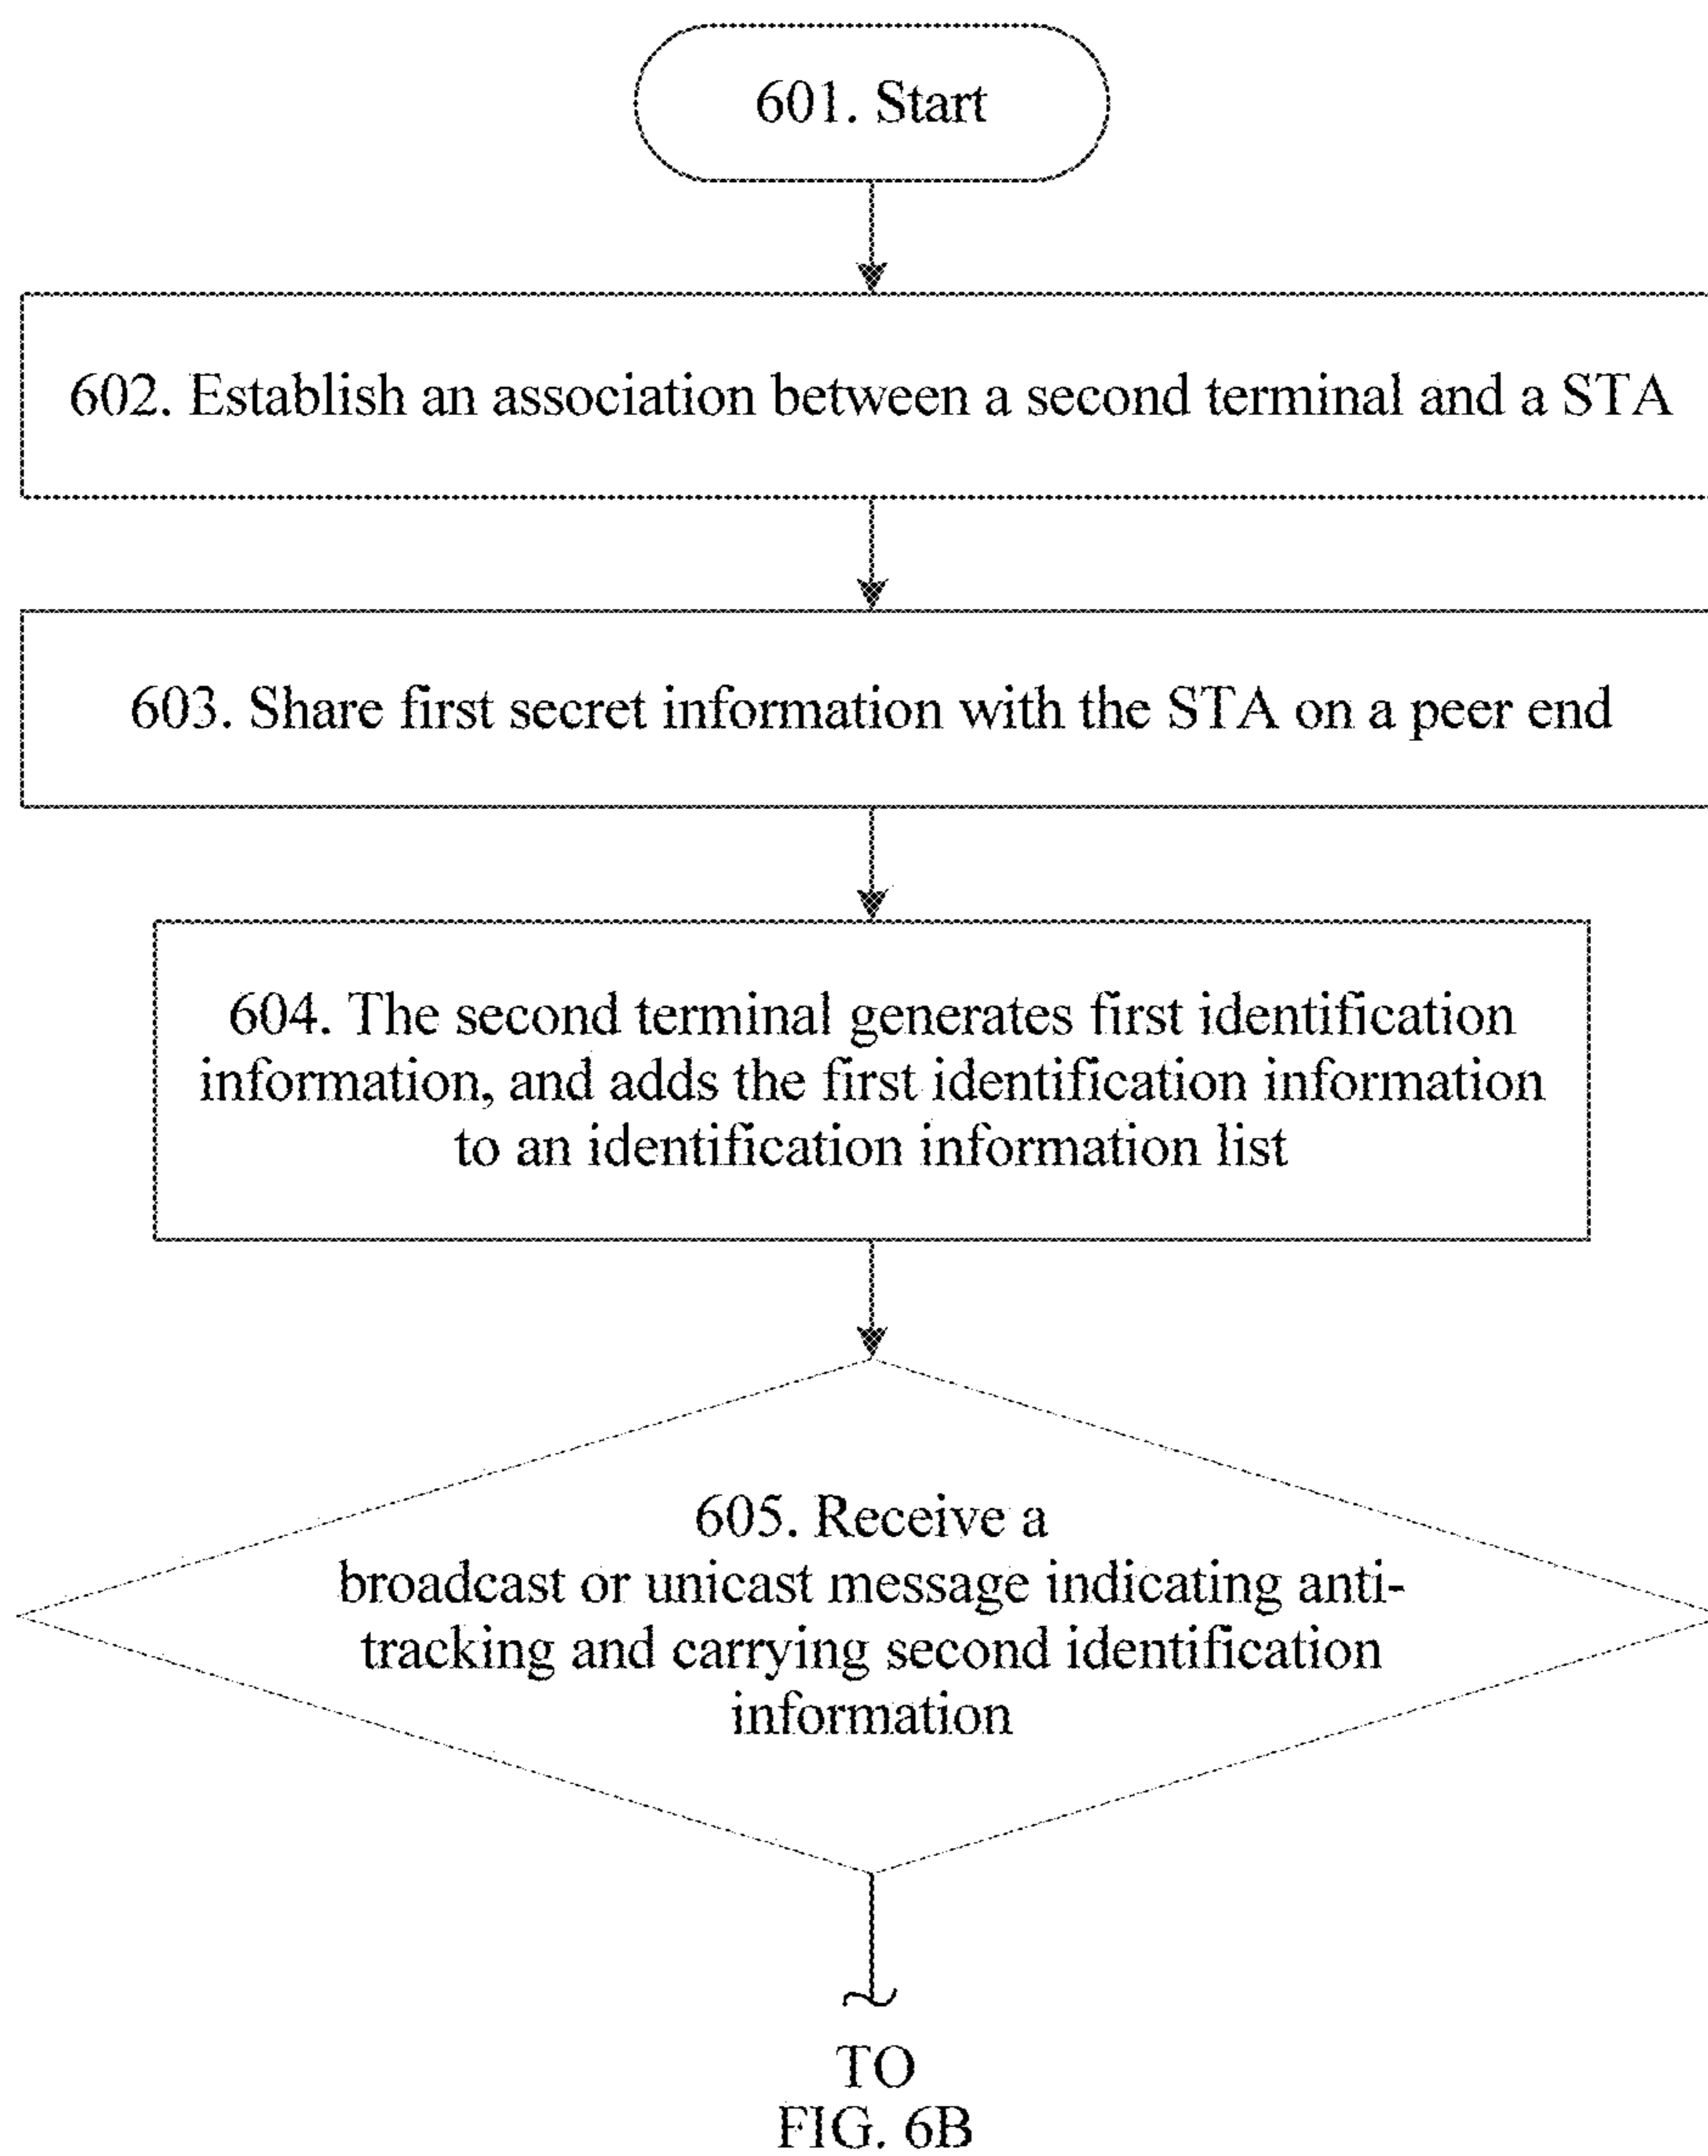 601. Start
602. Establish an association between a second terminal and a STA
603. Share first secret information with the STA on a peer end
604. The second terminal generates first identification
information, and adds the first identification information
to an identification information list
605. Receive a
broadcast or unicast message indicating anti-
tracking and carrying second identification
information
TO
FIG. 6B